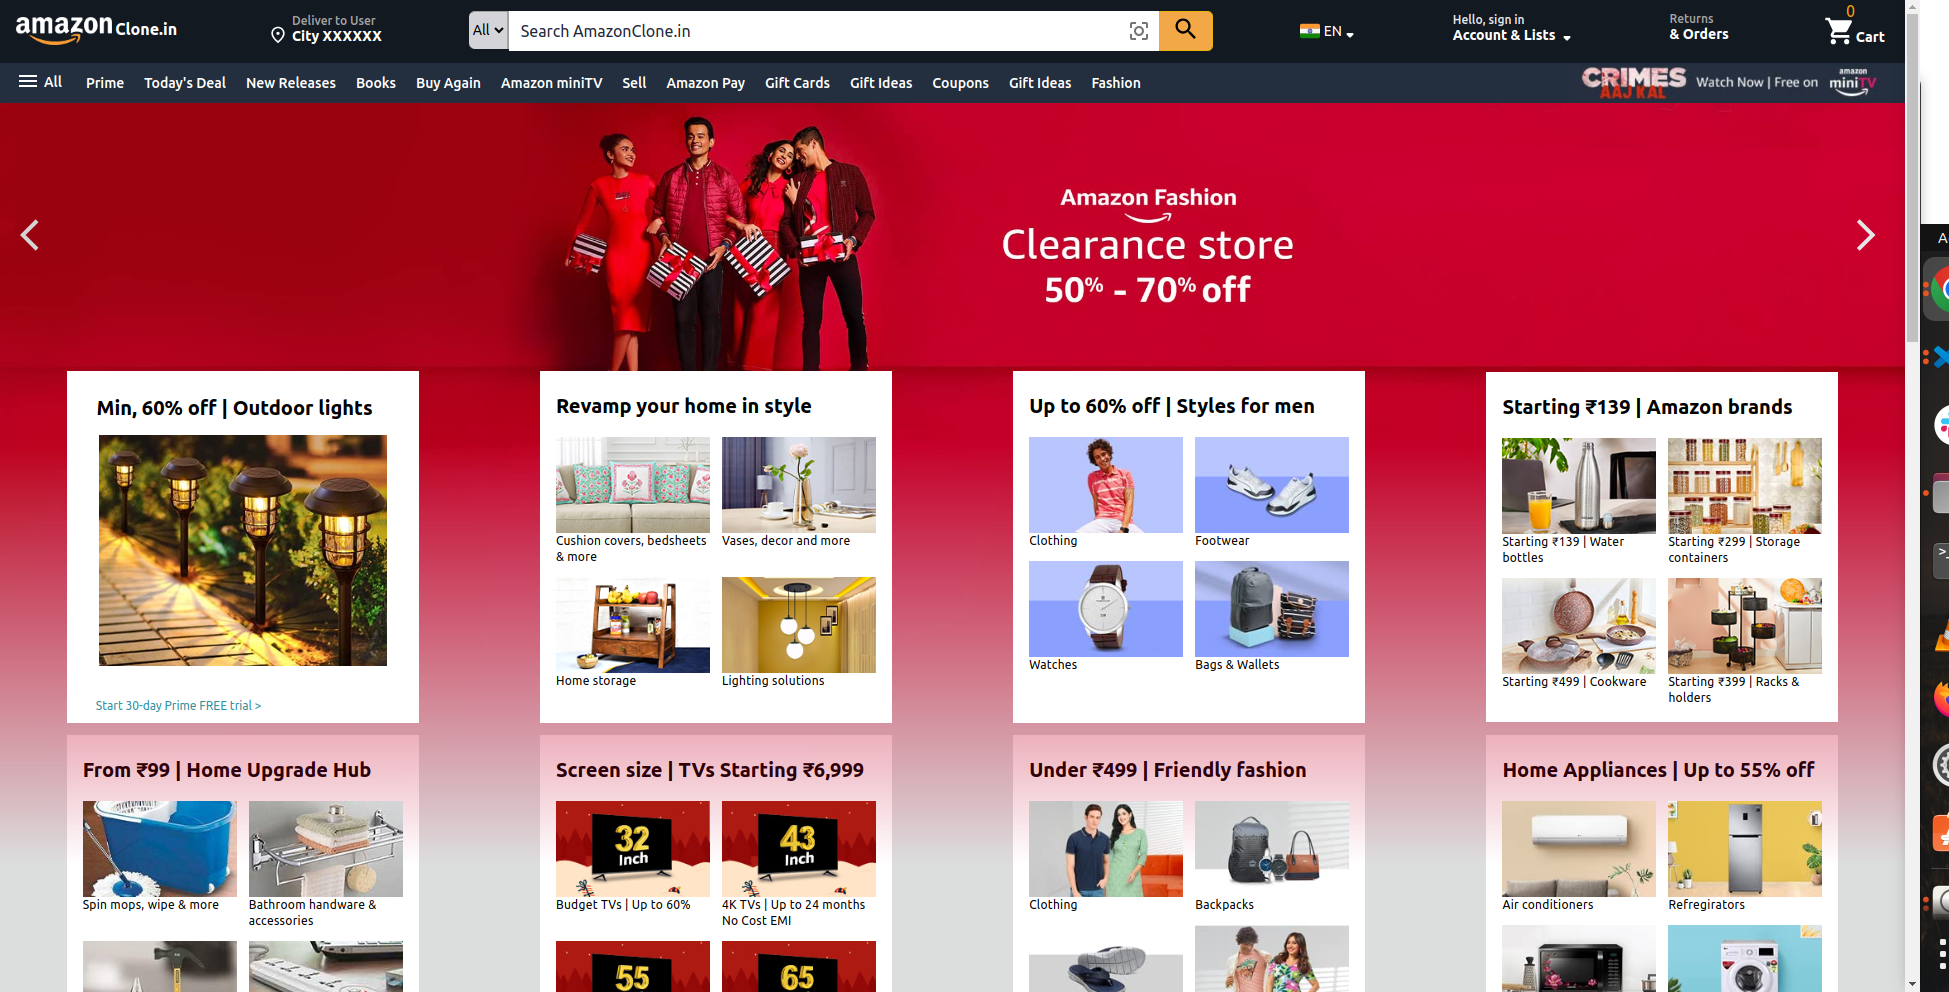 amazon Clone.in
Deliver to User
City XXXXXX
All
Search AmazonClone.in
EN
Hello, sign in
Account & Lists
Returns
& Orders
0
Cart
All
Prime
Today's Deal
New Releases
Books
Buy Again
Amazon miniTV
Sell
Amazon Pay
Gift Cards
Gift Ideas
Coupons
Gift Ideas
Fashion
CRIMES
AAJ KAL
Watch Now | Free on
amazon
miniTV
Amazon Fashion
Clearance store
50% - 70% off
Min, 60% off | Outdoor lights
Start 30-day Prime FREE trial >
Revamp your home in style
Cushion covers, bedsheets
& more
Vases, decor and more
Home storage
Lighting solutions
Up to 60% off | Styles for men
Clothing
Footwear
Watches
Bags & Wallets
Starting ₹139 | Amazon brands
Starting ₹139 | Water
bottles
Starting ₹299 | Storage
containers
Starting ₹499 | Cookware
Starting ₹399 | Racks &
holders
From ₹99 | Home Upgrade Hub
Spin mops, wipe & more
Bathroom hardware &
accessories
Screen size | TVs Starting ₹6,999
32
Inch
43
Inch
Budget TVs | Up to 60%
4K TVs | Up to 24 months
No Cost EMI
55
65
Under ₹499 | Friendly fashion
Clothing
Backpacks
Home Appliances | Up to 55% off
Air conditioners
Refregirators